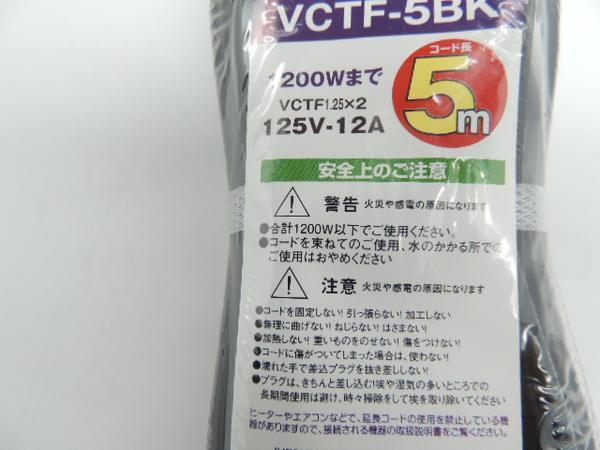 VCTF-5BK
1200Wまで
コード長
5m
VCTF1.25×2
125V-12A
安全上のご注意
警告 火災や感電の原因になります
●合計1200W以下でご使用ください。
●コードを束ねてのご使用、水のかかる所での
ご使用はおやめください
注意 火災や感電の原因になります
●コードを固定しない!引っ張らない!加工しない
●無理に曲げない!ねじらない!はさまない!
●加熱しない!重いものをのせない!傷をつけない!
●コードに傷がついてしまった場合は、使わない!
●濡れた手で差込プラグを抜き差ししない!
●プラグは、きちんと差し込む!埃や湿気の多いところでの
長期間使用は避け、時々掃除をして埃を取り除いてください
ヒーターやエアコンなどで、延長コードの使用を禁止している機
器がありますので、接続される機器の取扱説明書をご覧ください。